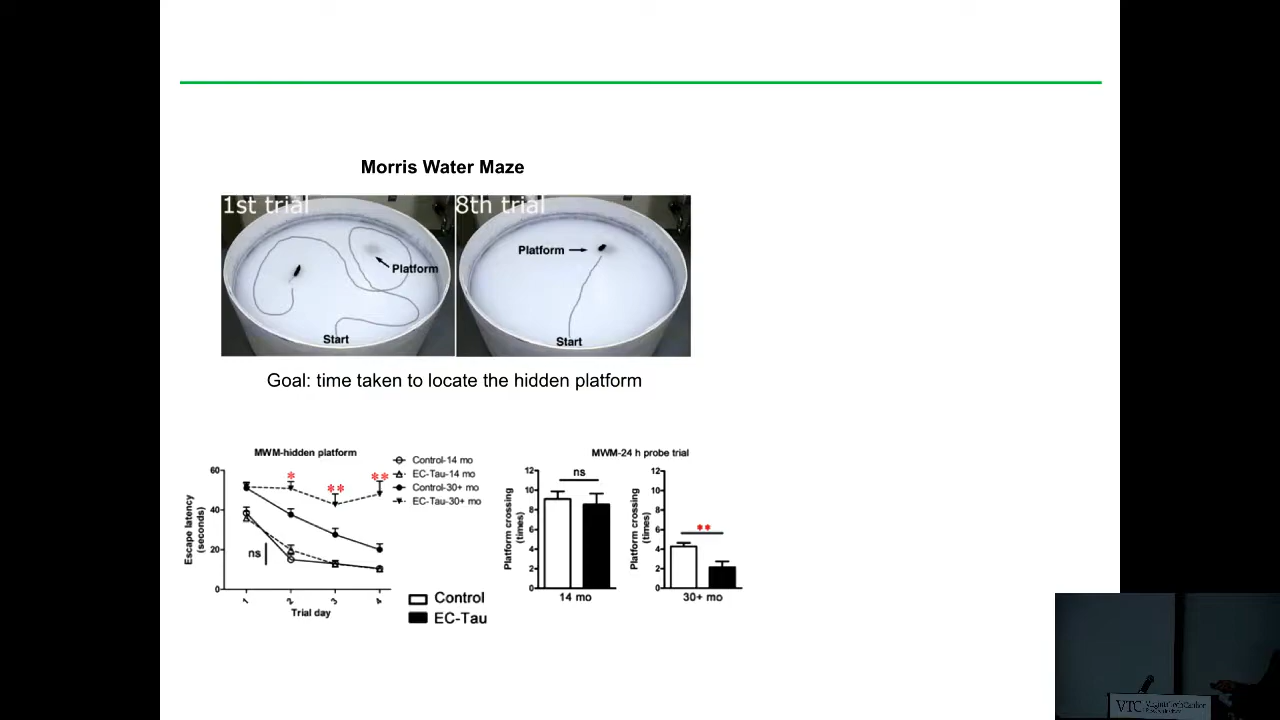 Morris Water Maze
1st trial
8th trial
Platform
Platform
Start
Start
Goal: time taken to locate the hidden platform
MWM-hidden platform
Control-14 mo
EC-Tau-14 mo
Control-30+ mo
EC-Tau-30+ mo
60
40
20
0
Escape latency
(seconds)
*
**
**
ns
1
2
3
4
Trial day
Control
EC-Tau
MWM-24 h probe trial
12
10
8
6
4
2
0
Platform crossing
(times)
ns
14 mo
12
10
8
6
4
2
0
Platform crossing
(times)
**
30+ mo
VTC